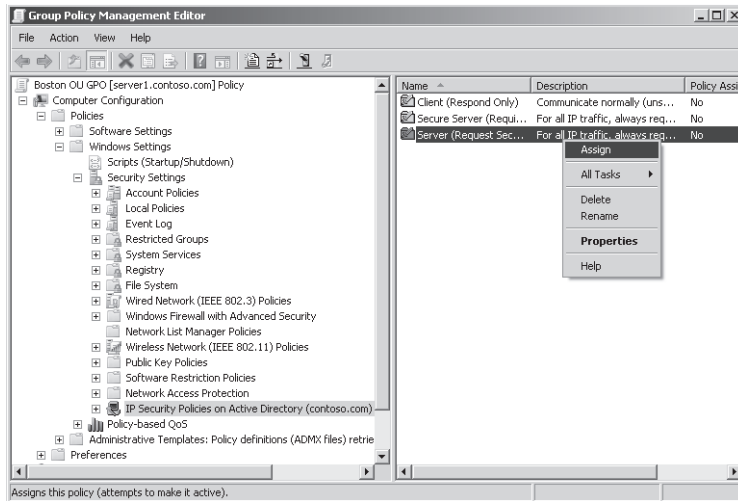 Group Policy Management Editor
File Action View Help
Boston OU GPO [server1.contoso.com] Policy
Computer Configuration
Policies
Software Settings
Windows Settings
Scripts (Startup/Shutdown)
Security Settings
Account Policies
Local Policies
Event Log
Restricted Groups
System Services
Registry
File System
Wired Network (IEEE 802.3) Policies
Windows Firewall with Advanced Security
Network List Manager Policies
Wireless Network (IEEE 802.11) Policies
Public Key Policies
Software Restriction Policies
Network Access Protection
IP Security Policies on Active Directory (contoso.com)
Policy-based QoS
Administrative Templates: Policy definitions (ADMX files) retrie
Preferences
Name Description Policy Assi
Client (Respond Only) Communicate normally (uns... No
Secure Server (Requi... For all IP traffic, always req... No
Server (Request Sec... For all IP traffic, always req... No
Assign
All Tasks
Delete
Rename
Properties
Help
Assigns this policy (attempts to make it active).